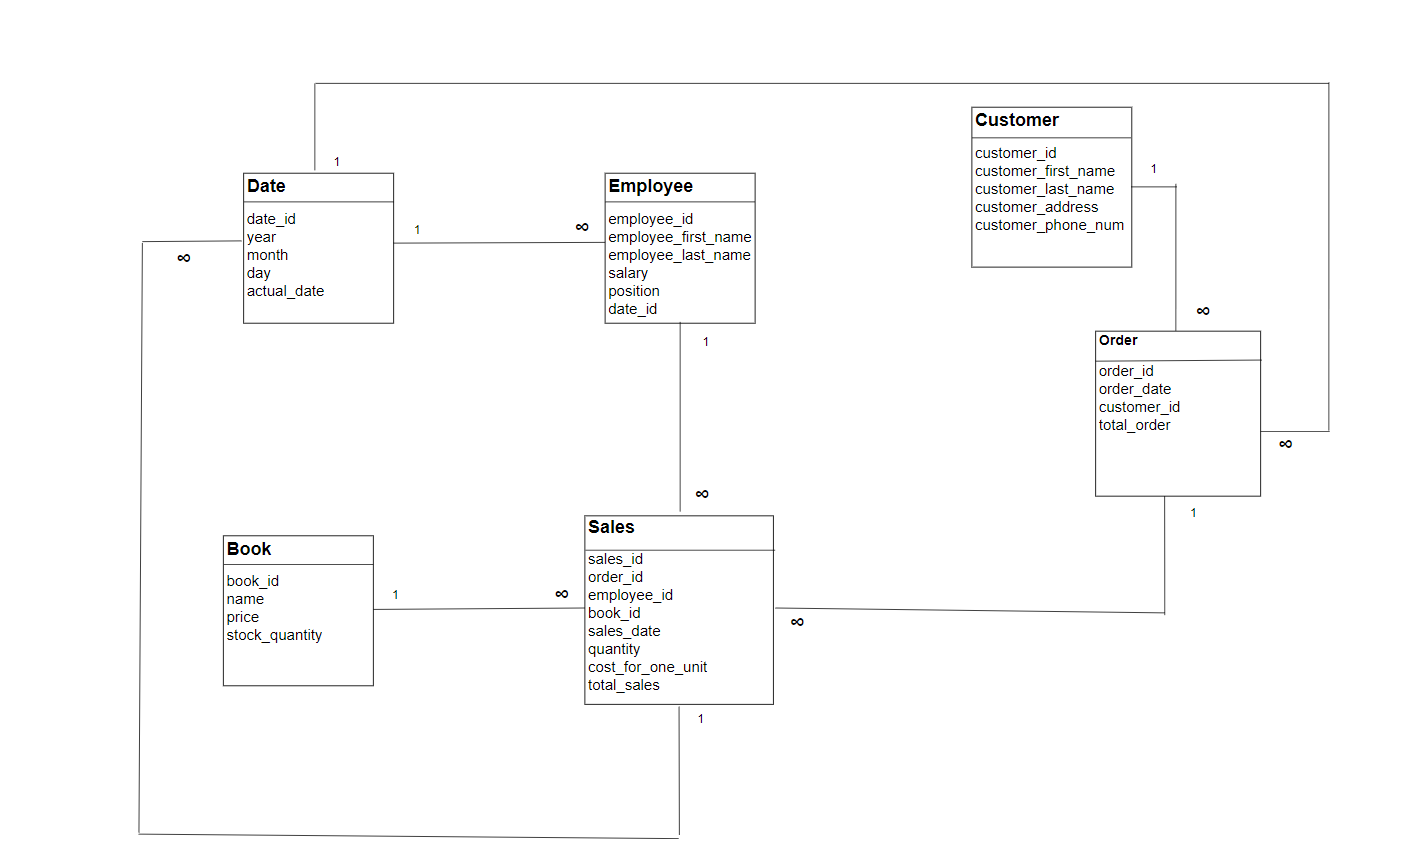 Customer
customer_id
customer_first_name
customer_last_name
customer_address
customer_phone_num
1
1
Date
date_id
year
month
day
actual_date
∞
1
∞
Employee
employee_id
employee_first_name
employee_last_name
salary
position
date_id
1
∞
Order
order_id
order_date
customer_id
total_order
∞
1
∞
Sales
sales_id
order_id
employee_id
book_id
sales_date
quantity
cost_for_one_unit
total_sales
Book
book_id
name
price
stock_quantity
1
∞
∞
1